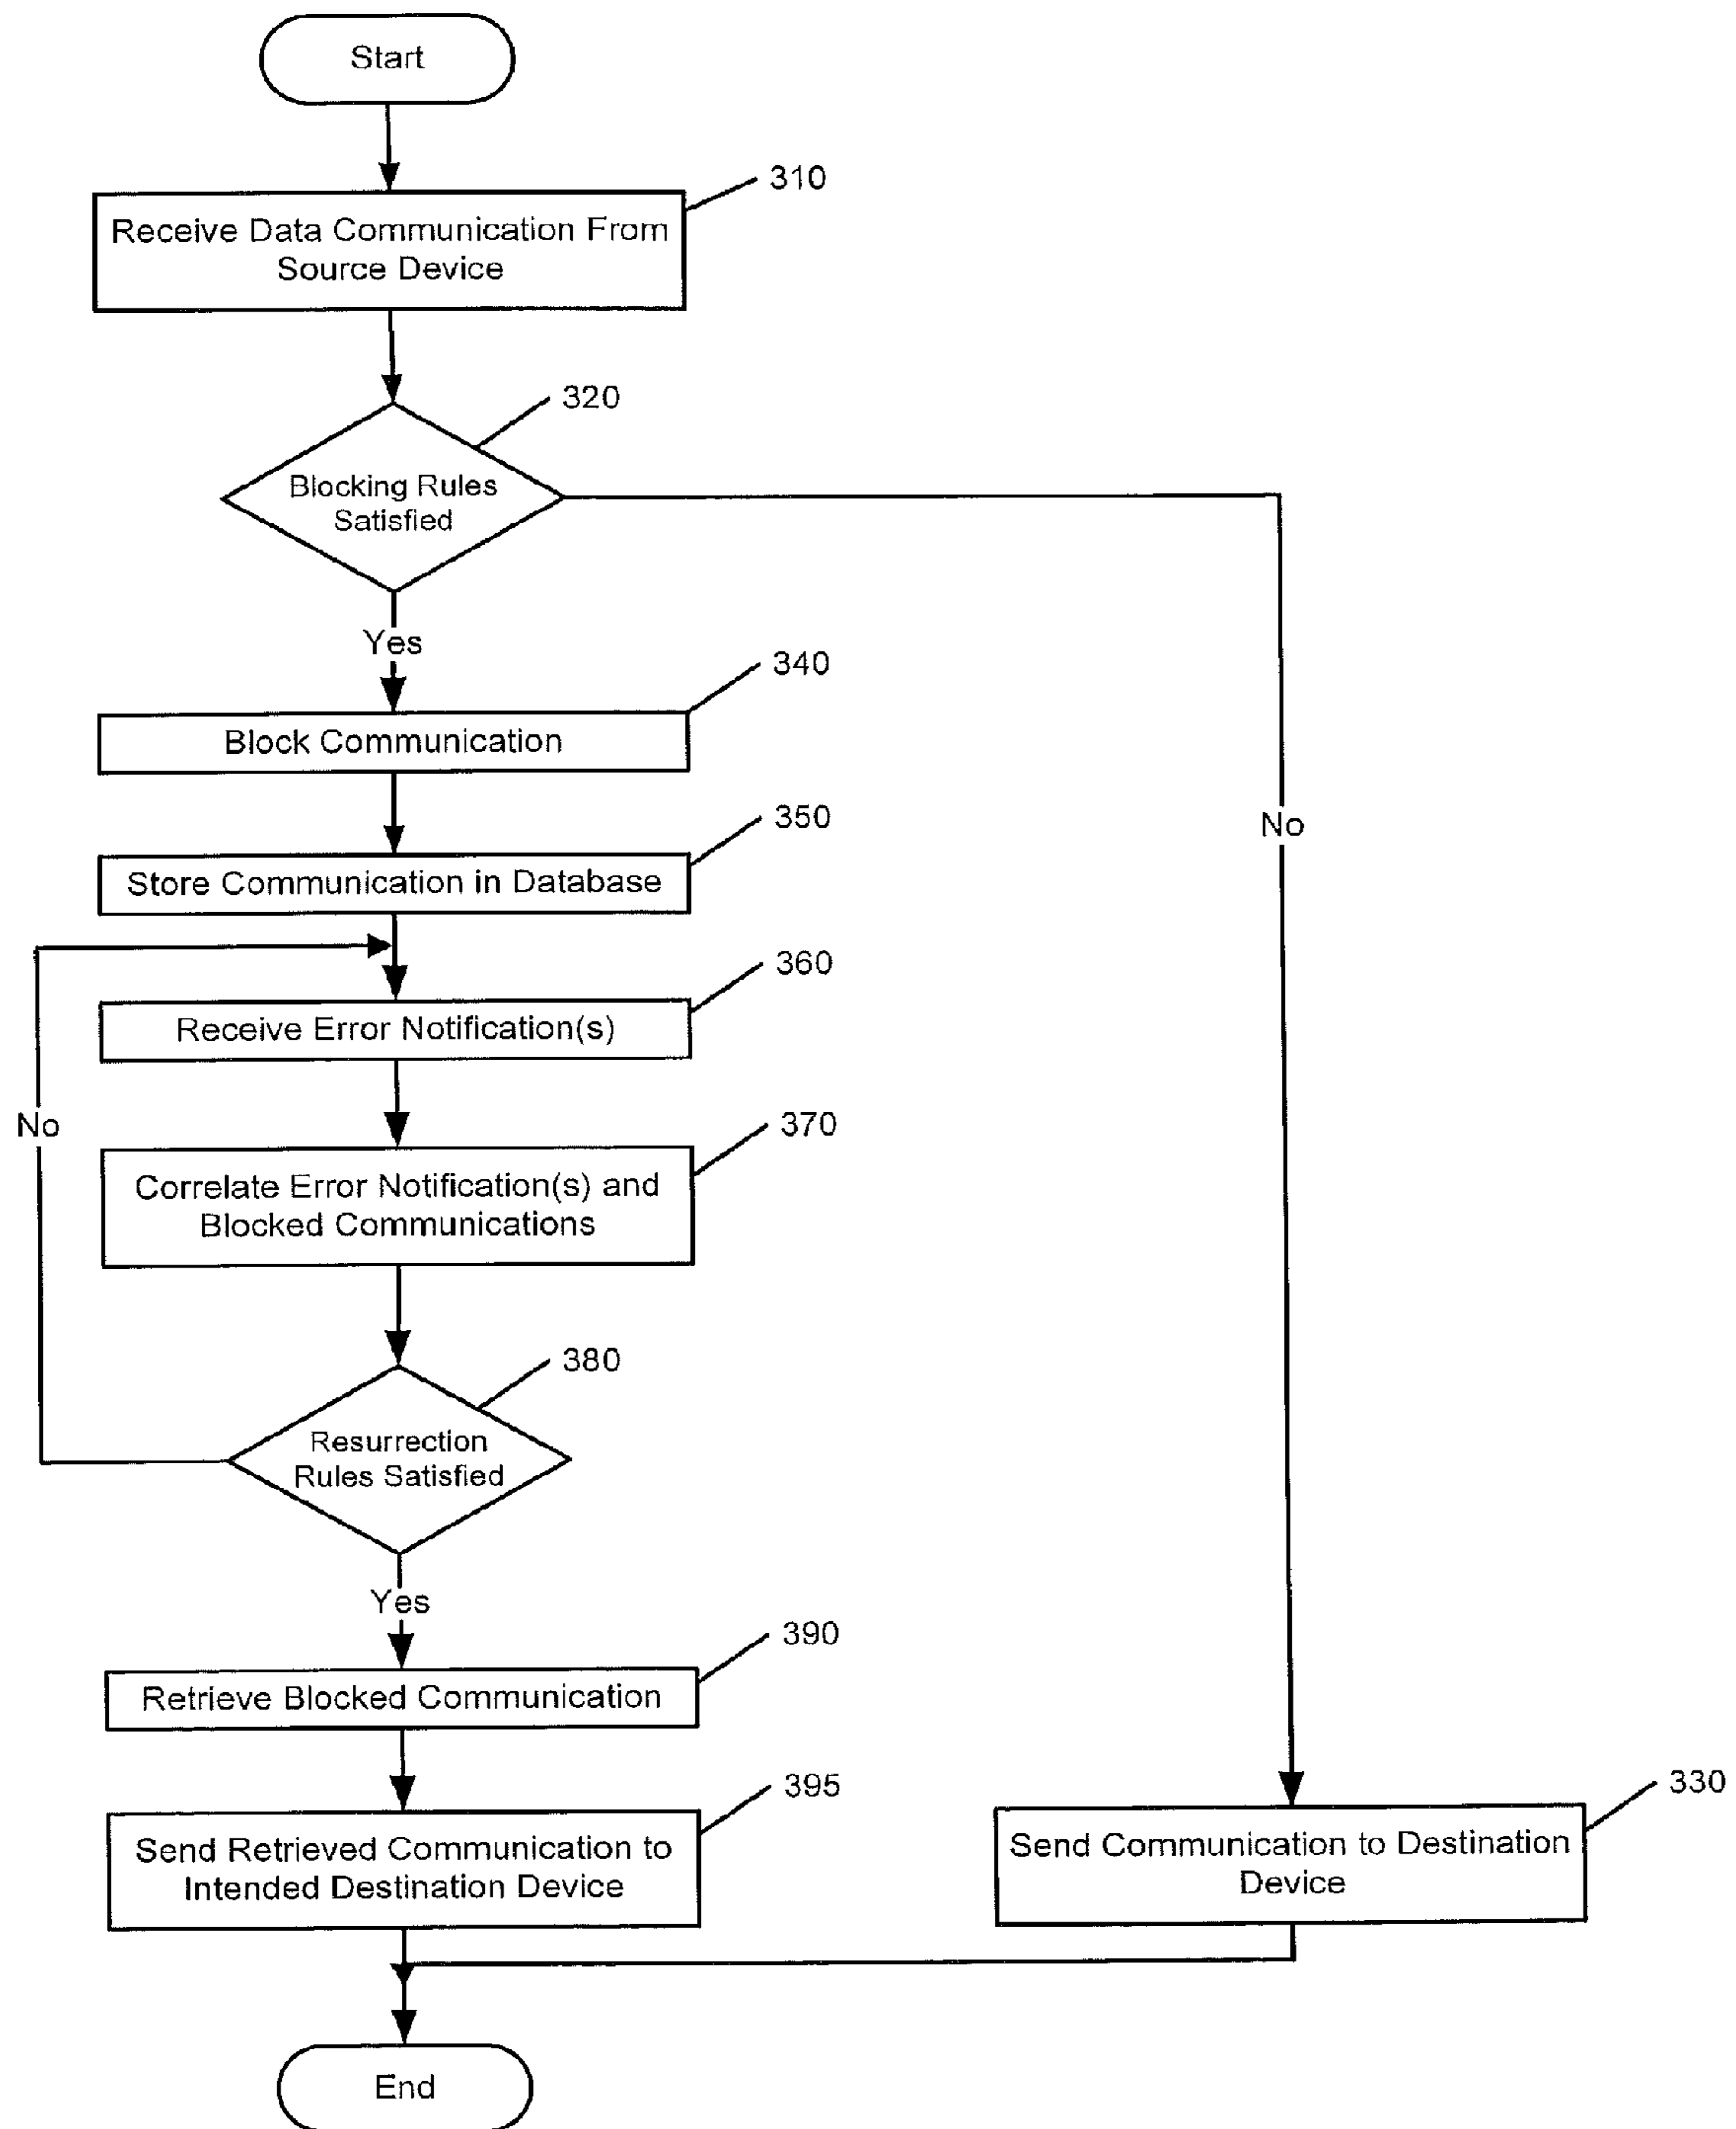 Start
310
Receive Data Communication From
Source Device
320
Blocking Rules
Satisfied
Yes
No
340
Block Communication
350
Store Communication in Database
360
Receive Error Notification(s)
No
370
Correlate Error Notification(s) and
Blocked Communications
380
Resurrection
Rules Satisfied
Yes
390
Retrieve Blocked Communication
395
Send Retrieved Communication to
Intended Destination Device
330
Send Communication to Destination
Device
End